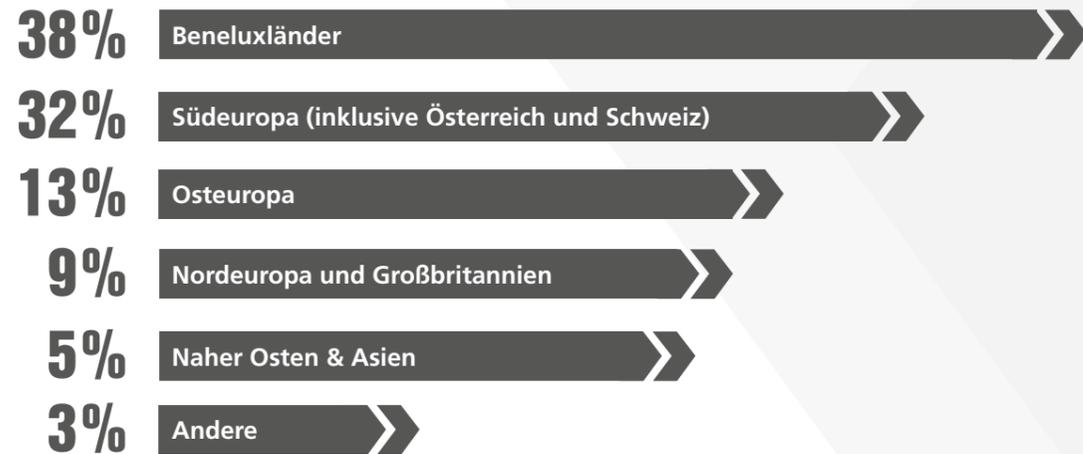 38% Beneluxländer
32% Südeuropa (inklusive Österreich und Schweiz)
13% Osteuropa
9% Nordeuropa und Großbritannien
5% Naher Osten & Asien
3% Andere